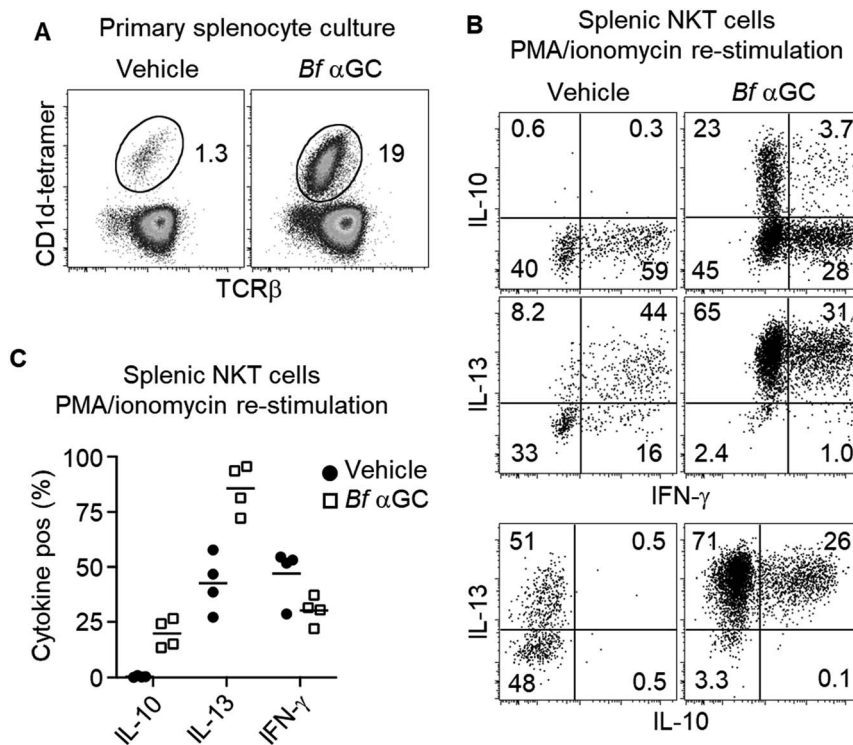 A
Primary splenocyte culture
Vehicle
Bf αGC
CD1d-tetramer
1.3
19
TCRβ
B
Splenic NKT cells
PMA/ionomycin re-stimulation
Vehicle
Bf αGC
IL-10
0.6
0.3
23
3.7
40
59
45
28
IL-13
8.2
44
65
31
33
16
2.4
1.0
IFN-γ
IL-13
51
0.5
71
26
48
0.5
3.3
0.1
IL-10
C
Splenic NKT cells
PMA/ionomycin re-stimulation
Cytokine pos (%)
100
75
50
25
0
Vehicle
Bf αGC
IL-10
IL-13
IFN-γ